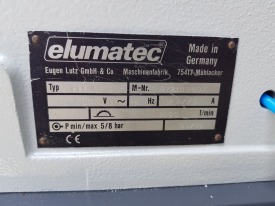 elumatec
Made in
Germany
Eugen Lutz GmbH & Co. Maschinenfabrik 75417 Mühlacker
Typ M-Nr.
V ~ Hz A
l/min
P min/max 5/8 bar
CE